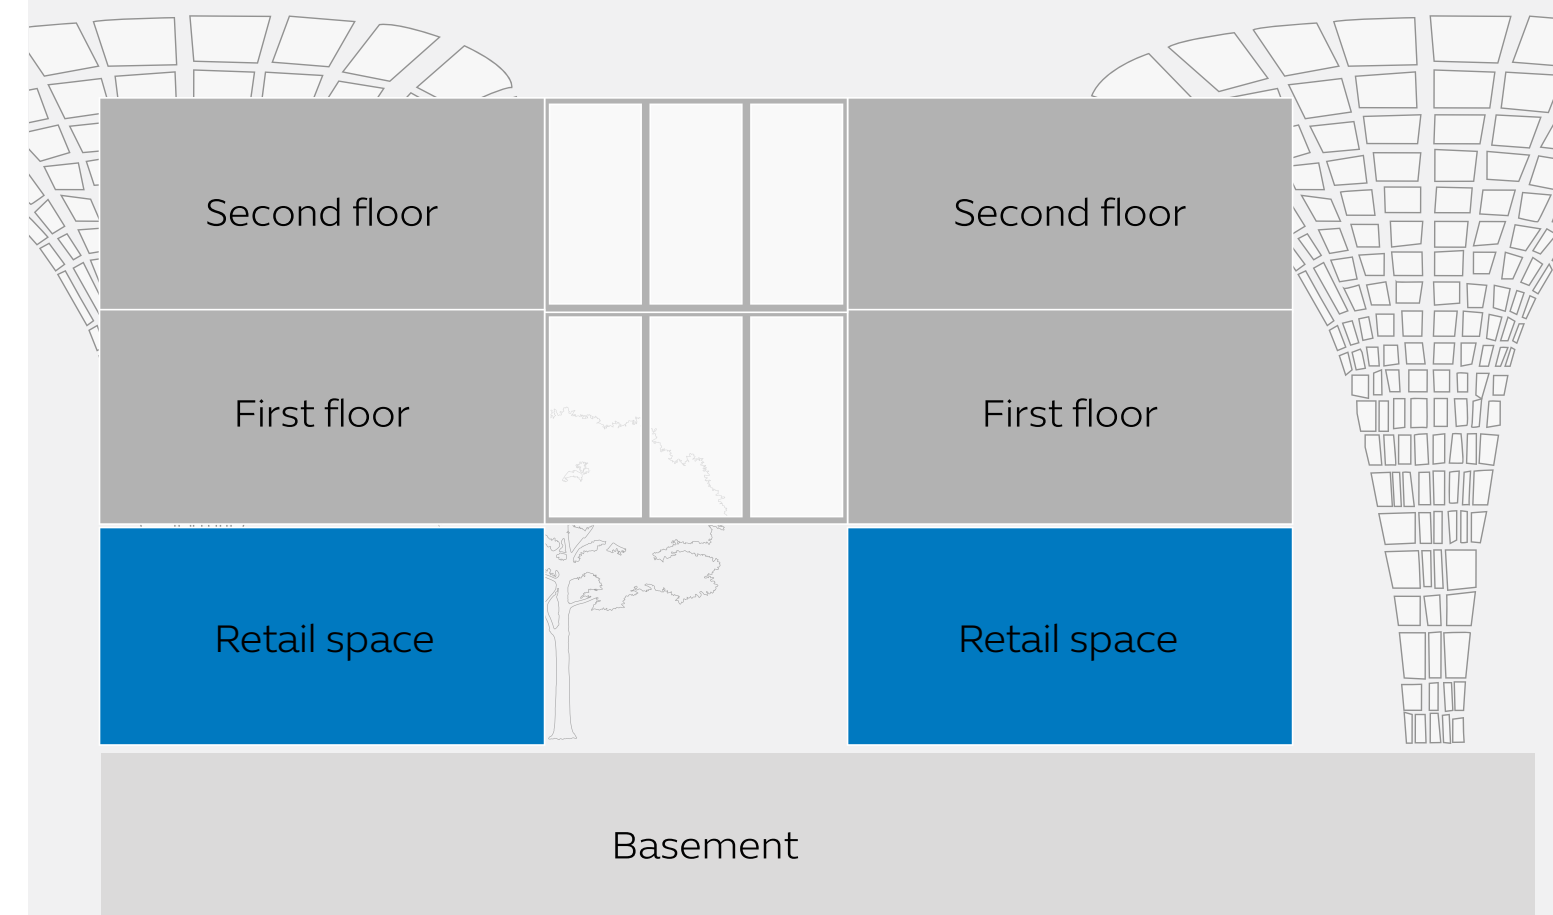 Second floor
Second floor
First floor
First floor
Retail space
Retail space
Basement